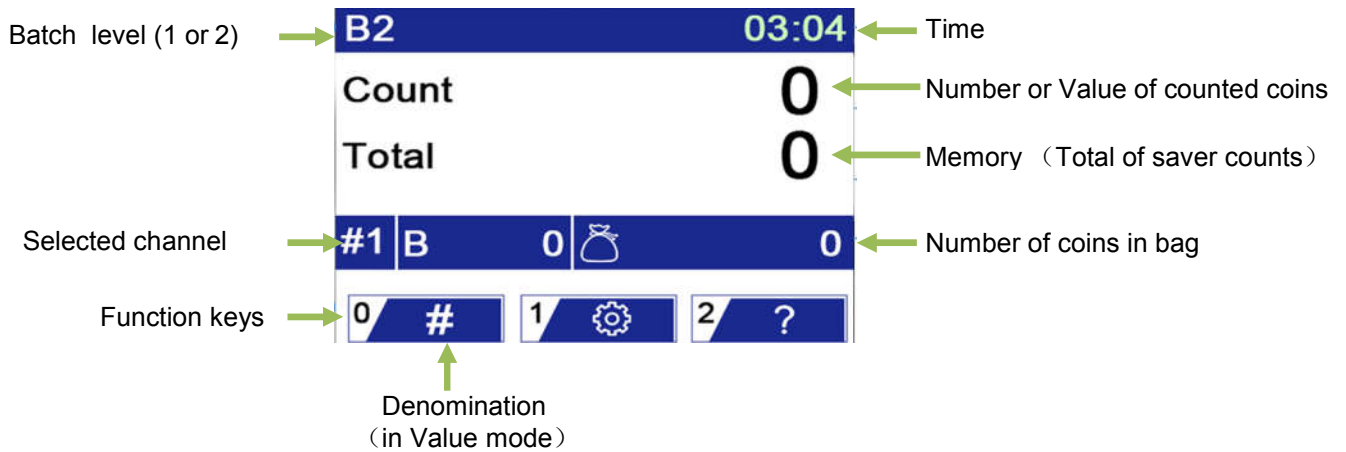 Batch level (1 or 2)
B2
03:04
Time
Count
0
Number or Value of counted coins
Total
0
Memory （Total of saver counts）
Selected channel
#1
B
0
0
Number of coins in bag
Function keys
0
#
1
2
?
Denomination
（in Value mode）